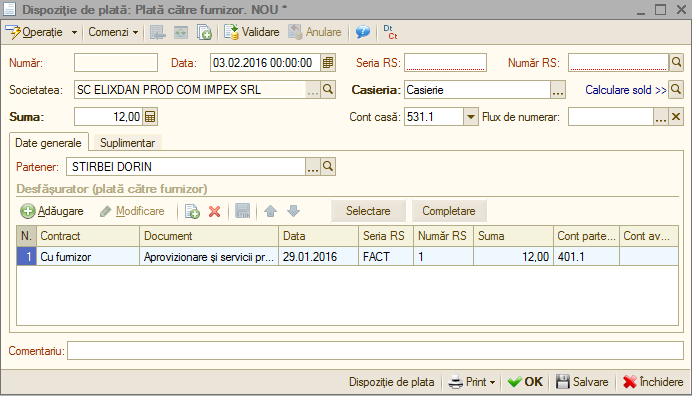 Dispoziție de plată: Plată către furnizor. NOU *
Operație Comenzi Validare Anulare Dt Ct
Număr: Data: 03.02.2016 00:00:00 Seria RS: Număr RS:
Societatea: SC ELIXDAN PROD COM IMPEX SRL ... Casieria: Casierie ... Calculare sold >>
Suma: 12,00 Cont casă: 531.1 Flux de numerar: ...
Date generale Suplimentar
Partener: STIRBEI DORIN ...
Desfășurator (plată către furnizor)
Adăugare Modificare Selectare Completare
N. Contract Document Data Seria RS Număr RS Suma Cont parte... Cont av...
1 Cu furnizor Aprovizionare și servicii pr... 29.01.2016 FACT 1 12,00 401.1
Comentariu:
Dispoziție de plata Print OK Salvare Închidere